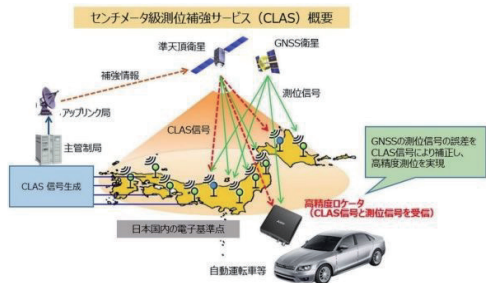 センチメータ級測位補強サービス（CLAS）概要
準天頂衛星
GNSS衛星
補強情報
測位信号
アップリンク局
CLAS信号
主管制局
GNSSの測位信号の誤差を
CLAS信号により補正し、
高精度測位を実現
CLAS 信号生成
高精度ロケータ
（CLAS信号と測位信号を受信）
日本国内の電子基準点
自動運転車等